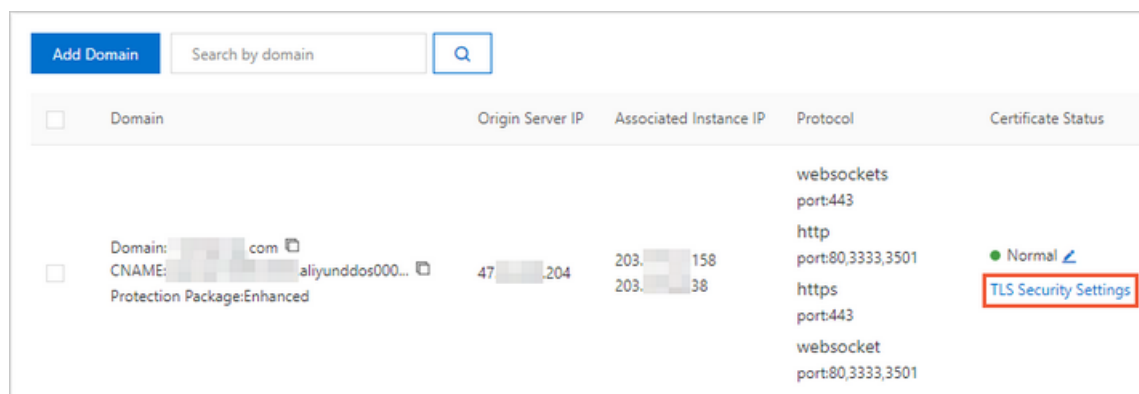 Add Domain Search by domain
Domain Origin Server IP Associated Instance IP Protocol Certificate Status
websockets
port:443
http
port:80,3333,3501
https
port:443
websocket
port:80,3333,3501
Domain: .com
CNAME: aliyunddos000...
Protection Package:Enhanced
47 .204
203. 158
203. 38
Normal
TLS Security Settings